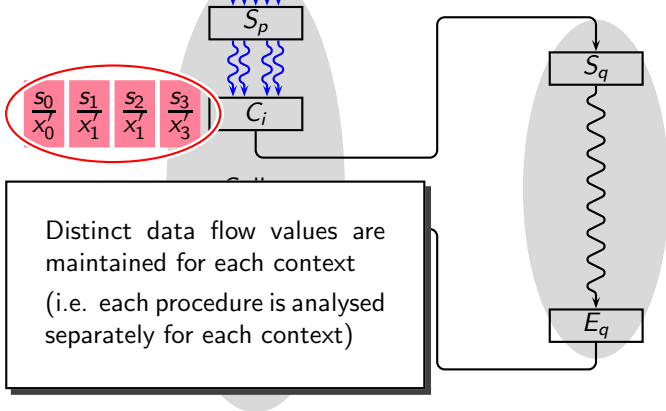 S_p
S_q
s_0 s_1 s_2 s_3
x'_0 x'_1 x'_1 x'_3
C_i
Distinct data flow values are
maintained for each context
(i.e. each procedure is analysed
separately for each context)
E_q